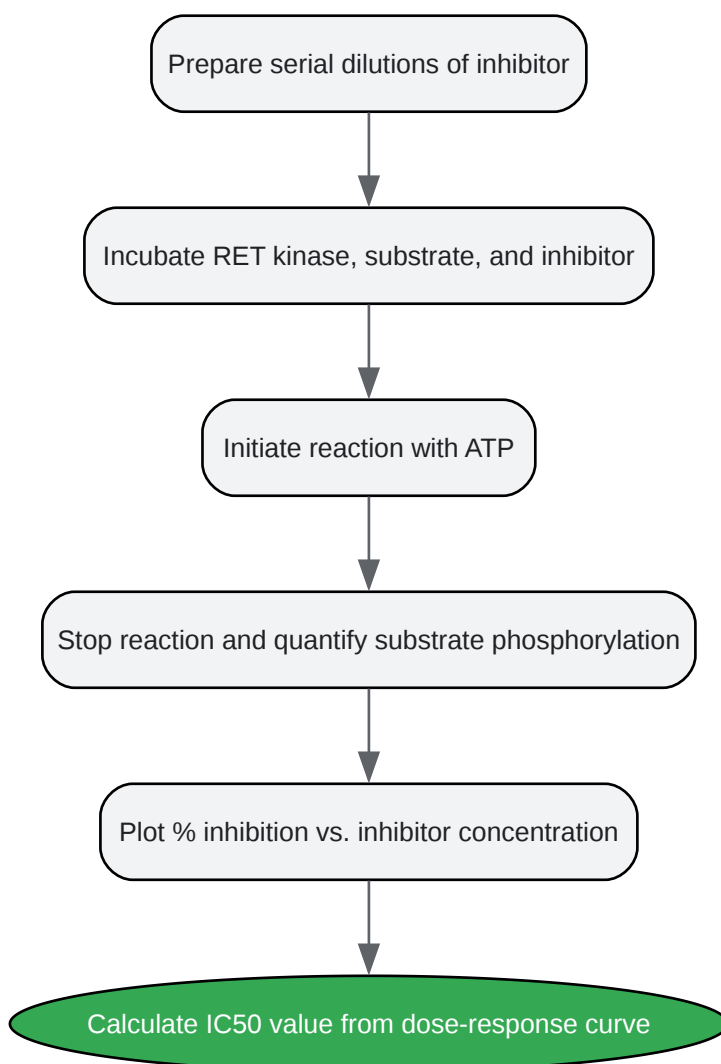 Prepare serial dilutions of inhibitor
Incubate RET kinase, substrate, and inhibitor
Initiate reaction with ATP
Stop reaction and quantify substrate phosphorylation
Plot % inhibition vs. inhibitor concentration
Calculate IC50 value from dose-response curve